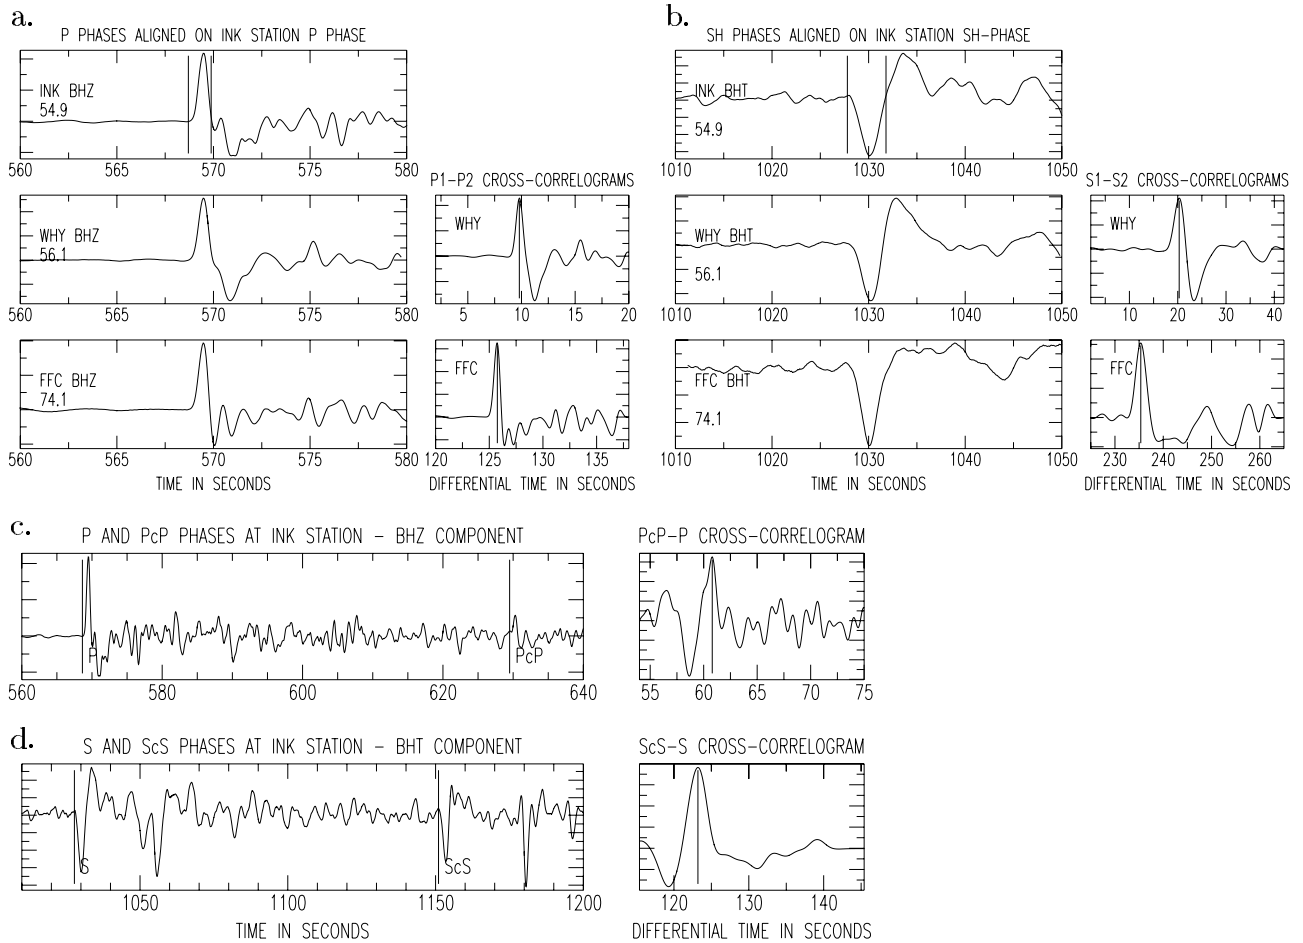 a.
P PHASES ALIGNED ON INK STATION P PHASE
INK BHZ
54.9
560 565 570 575 580
WHY BHZ
56.1
560 565 570 575 580
FFC BHZ
74.1
560 565 570 575 580
TIME IN SECONDS
P1-P2 CROSS-CORRELOGRAMS
WHY
5 10 15 20
FFC
120 125 130 135
DIFFERENTIAL TIME IN SECONDS
b.
SH PHASES ALIGNED ON INK STATION SH-PHASE
INK BHT
54.9
1010 1020 1030 1040 1050
WHY BHT
56.1
1010 1020 1030 1040 1050
FFC BHT
74.1
1010 1020 1030 1040 1050
TIME IN SECONDS
S1-S2 CROSS-CORRELOGRAMS
WHY
10 20 30 40
FFC
230 240 250 260
DIFFERENTIAL TIME IN SECONDS
c.
P AND PcP PHASES AT INK STATION - BHZ COMPONENT
P
PcP
560 580 600 620 640
PcP-P CROSS-CORRELOGRAM
55 60 65 70 75
d.
S AND ScS PHASES AT INK STATION - BHT COMPONENT
S
ScS
1050 1100 1150 1200
TIME IN SECONDS
ScS-S CROSS-CORRELOGRAM
120 130 140
DIFFERENTIAL TIME IN SECONDS